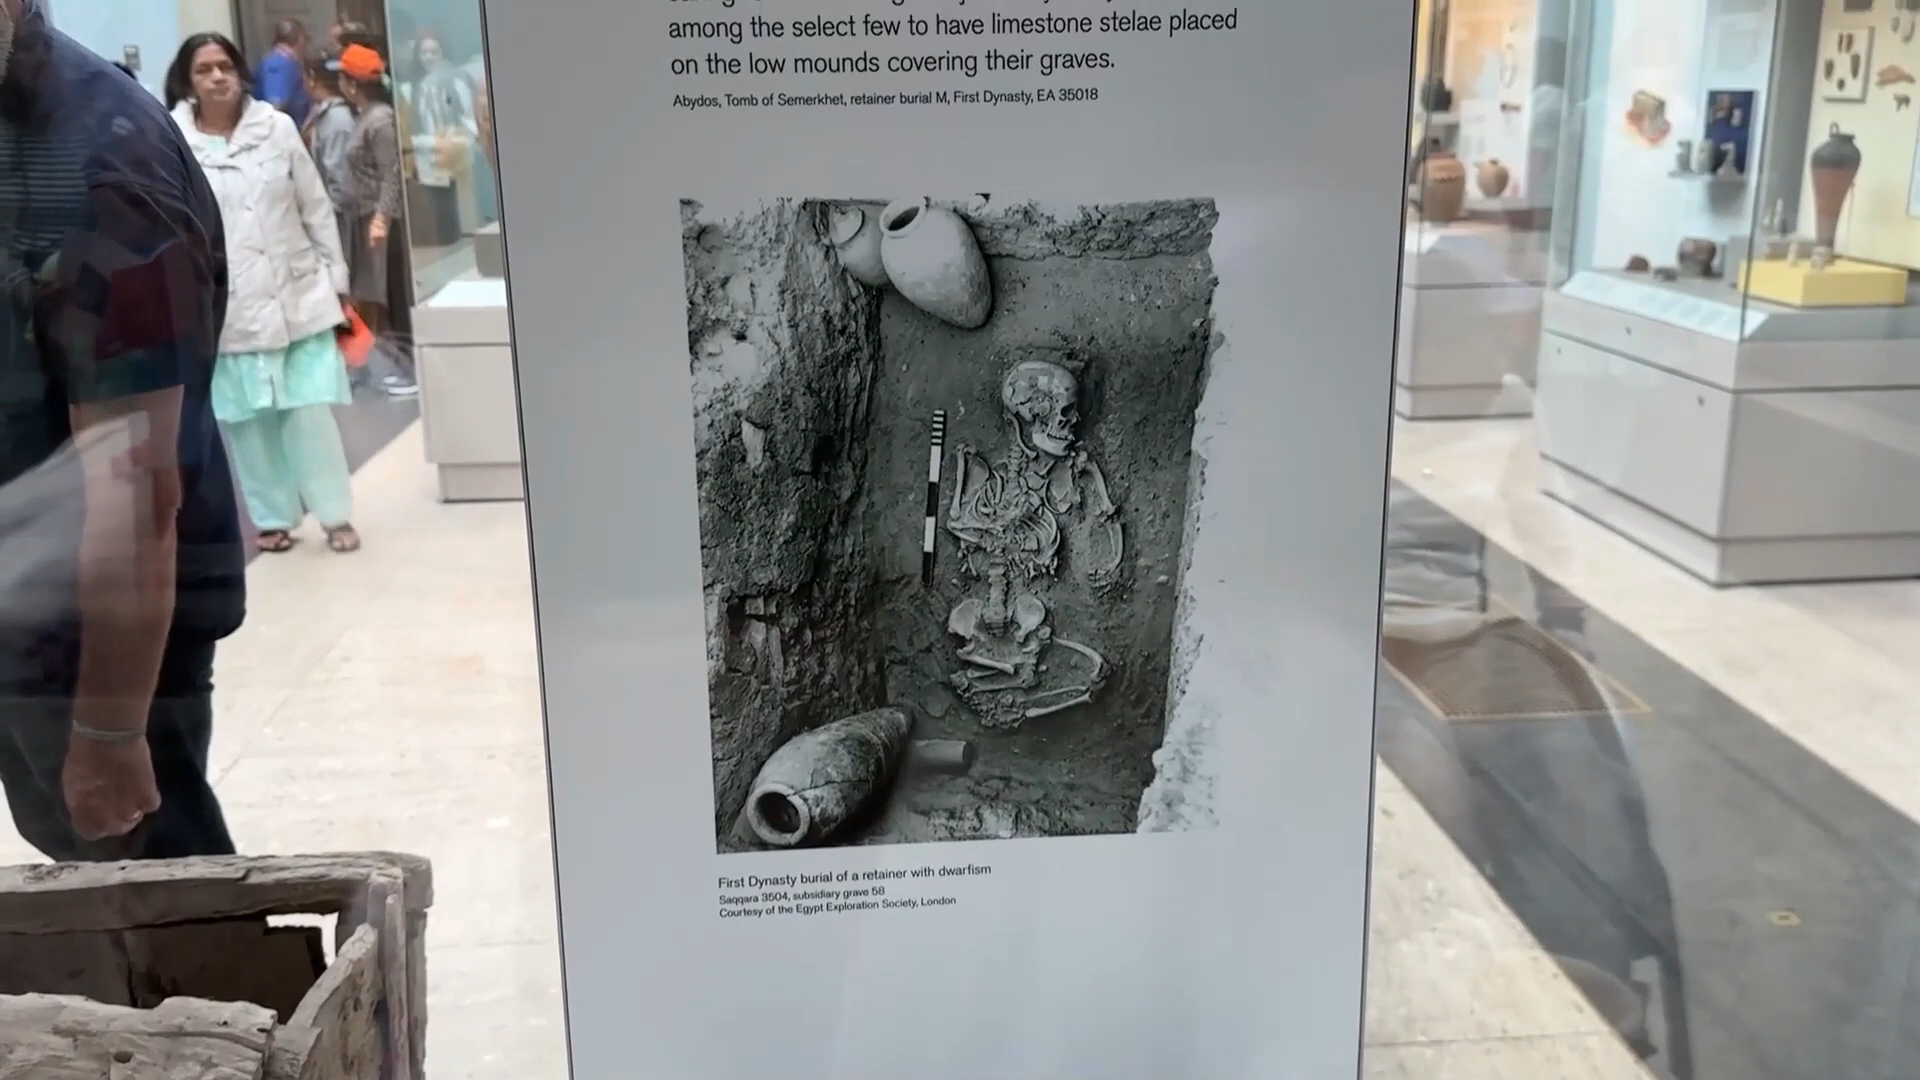 among the select few to have limestone stelae placed
on the low mounds covering their graves.
Abydos, Tomb of Semerkhet, retainer burial M, First Dynasty, EA 35018
First Dynasty burial of a retainer with dwarfism
Saqqara 3504, subsidiary grave 58
Courtesy of the Egypt Exploration Society, London